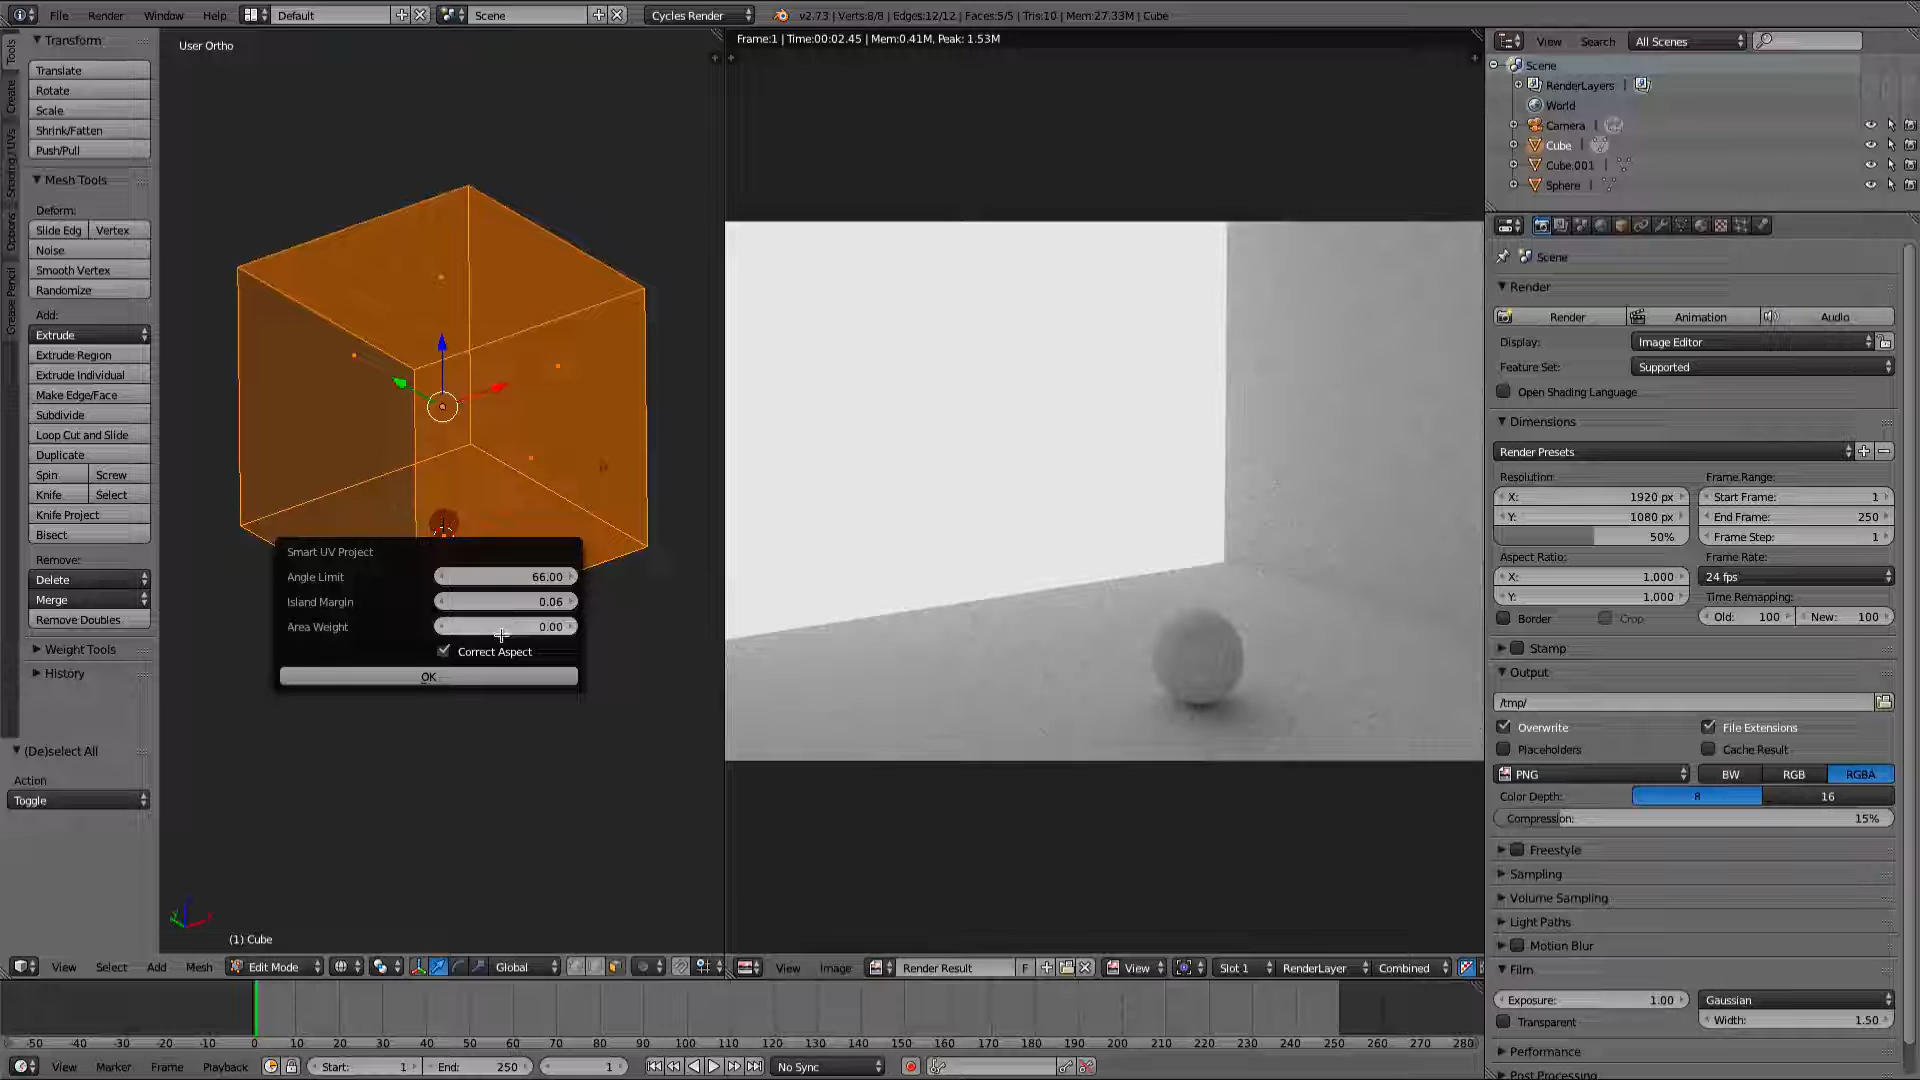 File Render Window Help Default Scene Cycles Render v2.73 | Verts:8/8 | Edges:12/12 | Faces:5/5 | Tris:10 | Mem:27.33M | Cube
Tools
Create
Shading / UVs
Options
Grease Pencil
Transform
Translate
Rotate
Scale
Shrink/Fatten
Push/Pull
Mesh Tools
Deform:
Slide Edg Vertex
Noise
Smooth Vertex
Randomize
Add:
Extrude
Extrude Region
Extrude Individual
Make Edge/Face
Subdivide
Loop Cut and Slide
Duplicate
Spin Screw
Knife Select
Knife Project
Bisect
Remove:
Delete
Merge
Remove Doubles
Weight Tools
History
(De)select All
Action
Toggle
User Ortho
Smart UV Project
Angle Limit 66.00
Island Margin 0.06
Area Weight 0.00
Correct Aspect
OK
(1) Cube
View Select Add Mesh Edit Mode Global
Frame:1 | Time:00:02.45 | Mem:0.41M, Peak: 1.53M
View Image Render Result F View Slot 1 RenderLayer Combined
View Search All Scenes
Scene
RenderLayers |
World
Camera |
Cube |
Cube.001 |
Sphere |
Scene
Render
Render Animation Audio
Display: Image Editor
Feature Set: Supported
Open Shading Language
Dimensions
Render Presets
Resolution: Frame Range:
X: 1920 px Start Frame: 1
Y: 1080 px End Frame: 250
50% Frame Step: 1
Aspect Ratio: Frame Rate:
X: 1.000 24 fps
Y: 1.000 Time Remapping:
Border Crop Old: 100 New: 100
Stamp
Output
/tmp/
Overwrite File Extensions
Placeholders Cache Result
PNG BW RGB RGBA
Color Depth: 8 16
Compression: 15%
Freestyle
Sampling
Volume Sampling
Light Paths
Motion Blur
Film
Exposure: 1.00 Gaussian
Transparent Width: 1.50
Performance
Post Processing
-50 -40 -30 -20 -10 0 10 20 30 40 50 60 70 80 90 100 110 120 130 140 150 160 170 180 190 200 210 220 230 240 250 260 270 280
View Marker Frame Playback Start: 1 End: 250 1 No Sync